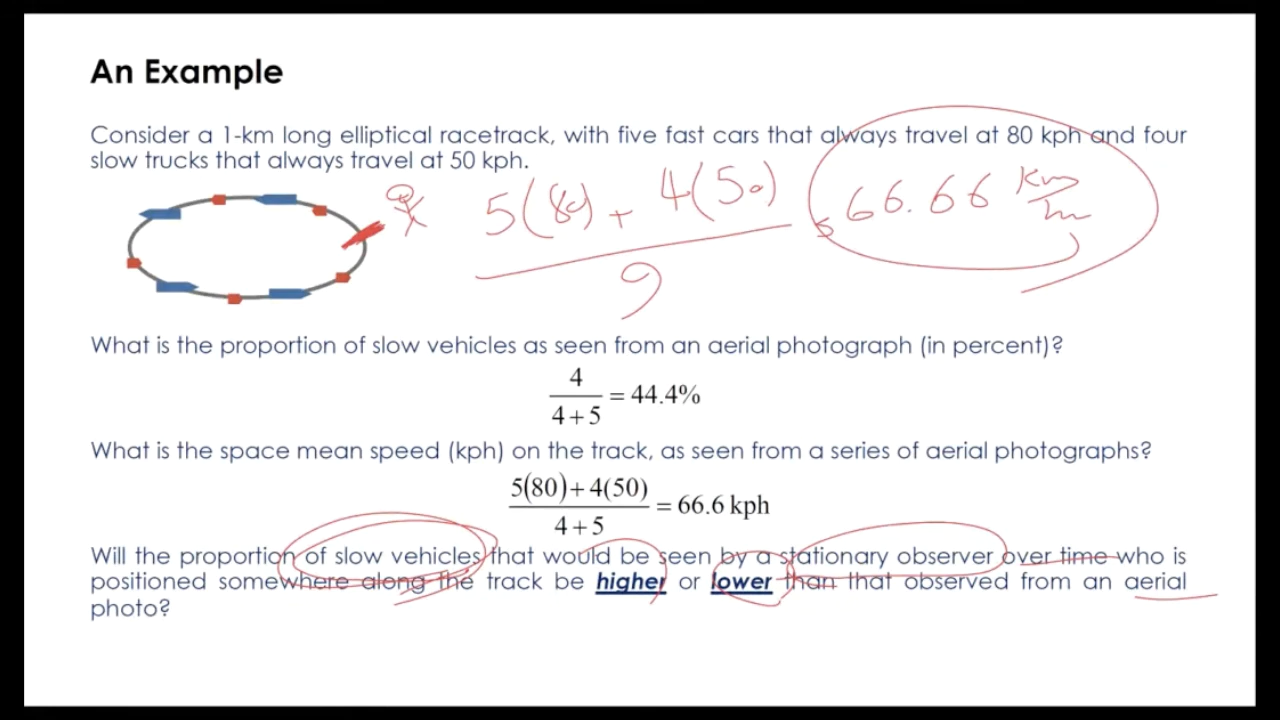 An Example
Consider a 1-km long elliptical racetrack, with five fast cars that always travel at 80 kph and four
slow trucks that always travel at 50 kph.
5(80) + 4(50)
9
66.66 km
hr
What is the proportion of slow vehicles as seen from an aerial photograph (in percent)?
4
4 + 5
= 44.4%
What is the space mean speed (kph) on the track, as seen from a series of aerial photographs?
5(80) + 4(50)
4 + 5
= 66.6 kph
Will the proportion of slow vehicles that would be seen by a stationary observer over time who is
positioned somewhere along the track be higher or lower than that observed from an aerial
photo?